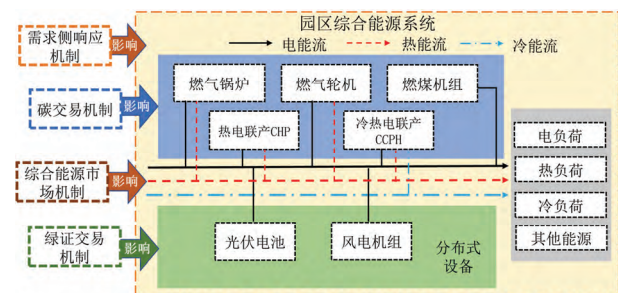 园区综合能源系统
电能流
热能流
冷能流
需求侧响应
机制
影响
碳交易机制
影响
综合能源市
场机制
影响
绿证交易
机制
影响
燃气锅炉
燃气轮机
燃煤机组
热电联产CHP
冷热电联产
CCPH
光伏电池
风电机组
分布式
设备
电负荷
热负荷
冷负荷
其他能源